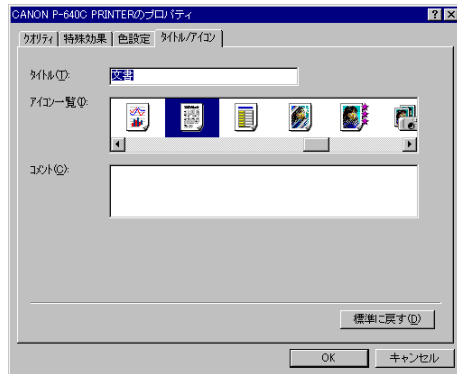 CANON P-640C PRINTERのプロパティ
クオリティ 特殊効果 色設定 タイトル/アイコン
タイトル(T): 文書
アイコン一覧(I):
コメント(C):
標準に戻す(D)
OK キャンセル